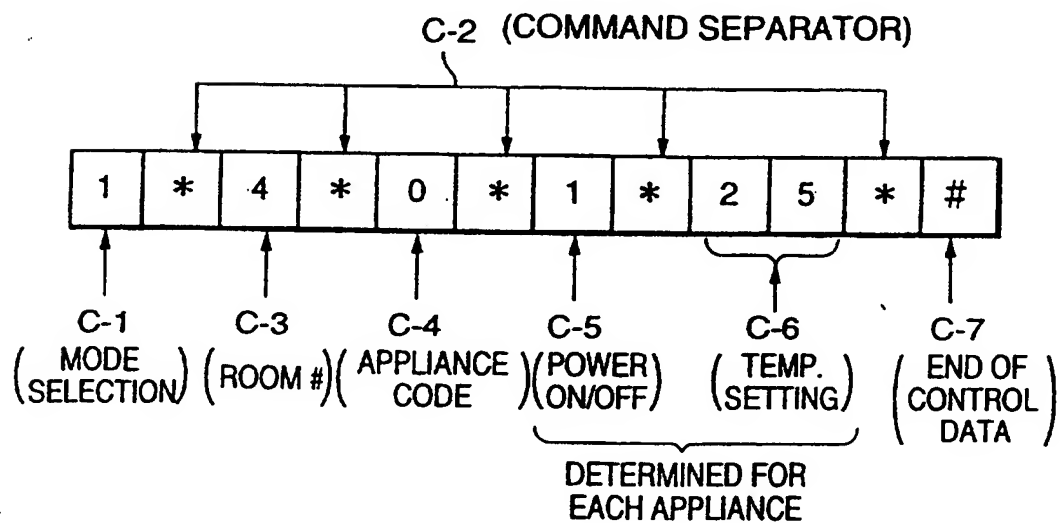 C-2 (COMMAND SEPARATOR)
1 * 4 * 0 * 1 * 2 5 * #
C-1 C-3 C-4 C-5 C-6 C-7
(MODE SELECTION) (ROOM #) (APPLIANCE CODE) (POWER ON/OFF) (TEMP. SETTING) (END OF CONTROL DATA)
DETERMINED FOR
EACH APPLIANCE